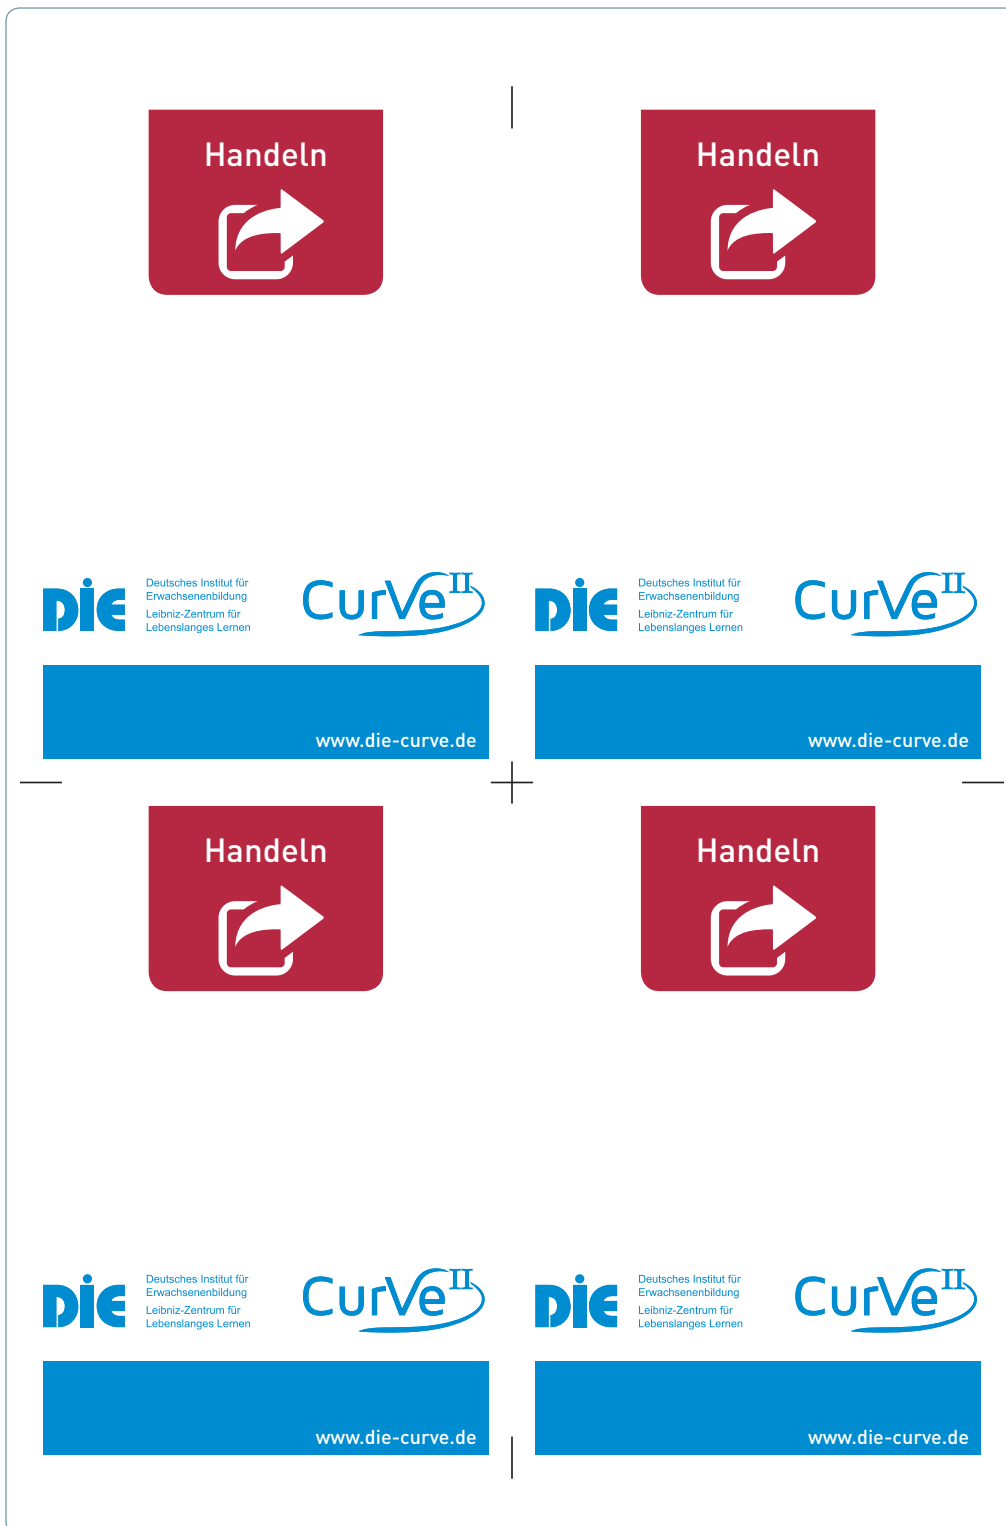 Handeln
Deutsches Institut für
Erwachsenenbildung
Leibniz-Zentrum für
Lebenslanges Lernen
DIE
CurVe II
www.die-curve.de
Handeln
Deutsches Institut für
Erwachsenenbildung
Leibniz-Zentrum für
Lebenslanges Lernen
DIE
CurVe II
www.die-curve.de
Handeln
Deutsches Institut für
Erwachsenenbildung
Leibniz-Zentrum für
Lebenslanges Lernen
DIE
CurVe II
www.die-curve.de
Handeln
Deutsches Institut für
Erwachsenenbildung
Leibniz-Zentrum für
Lebenslanges Lernen
DIE
CurVe II
www.die-curve.de